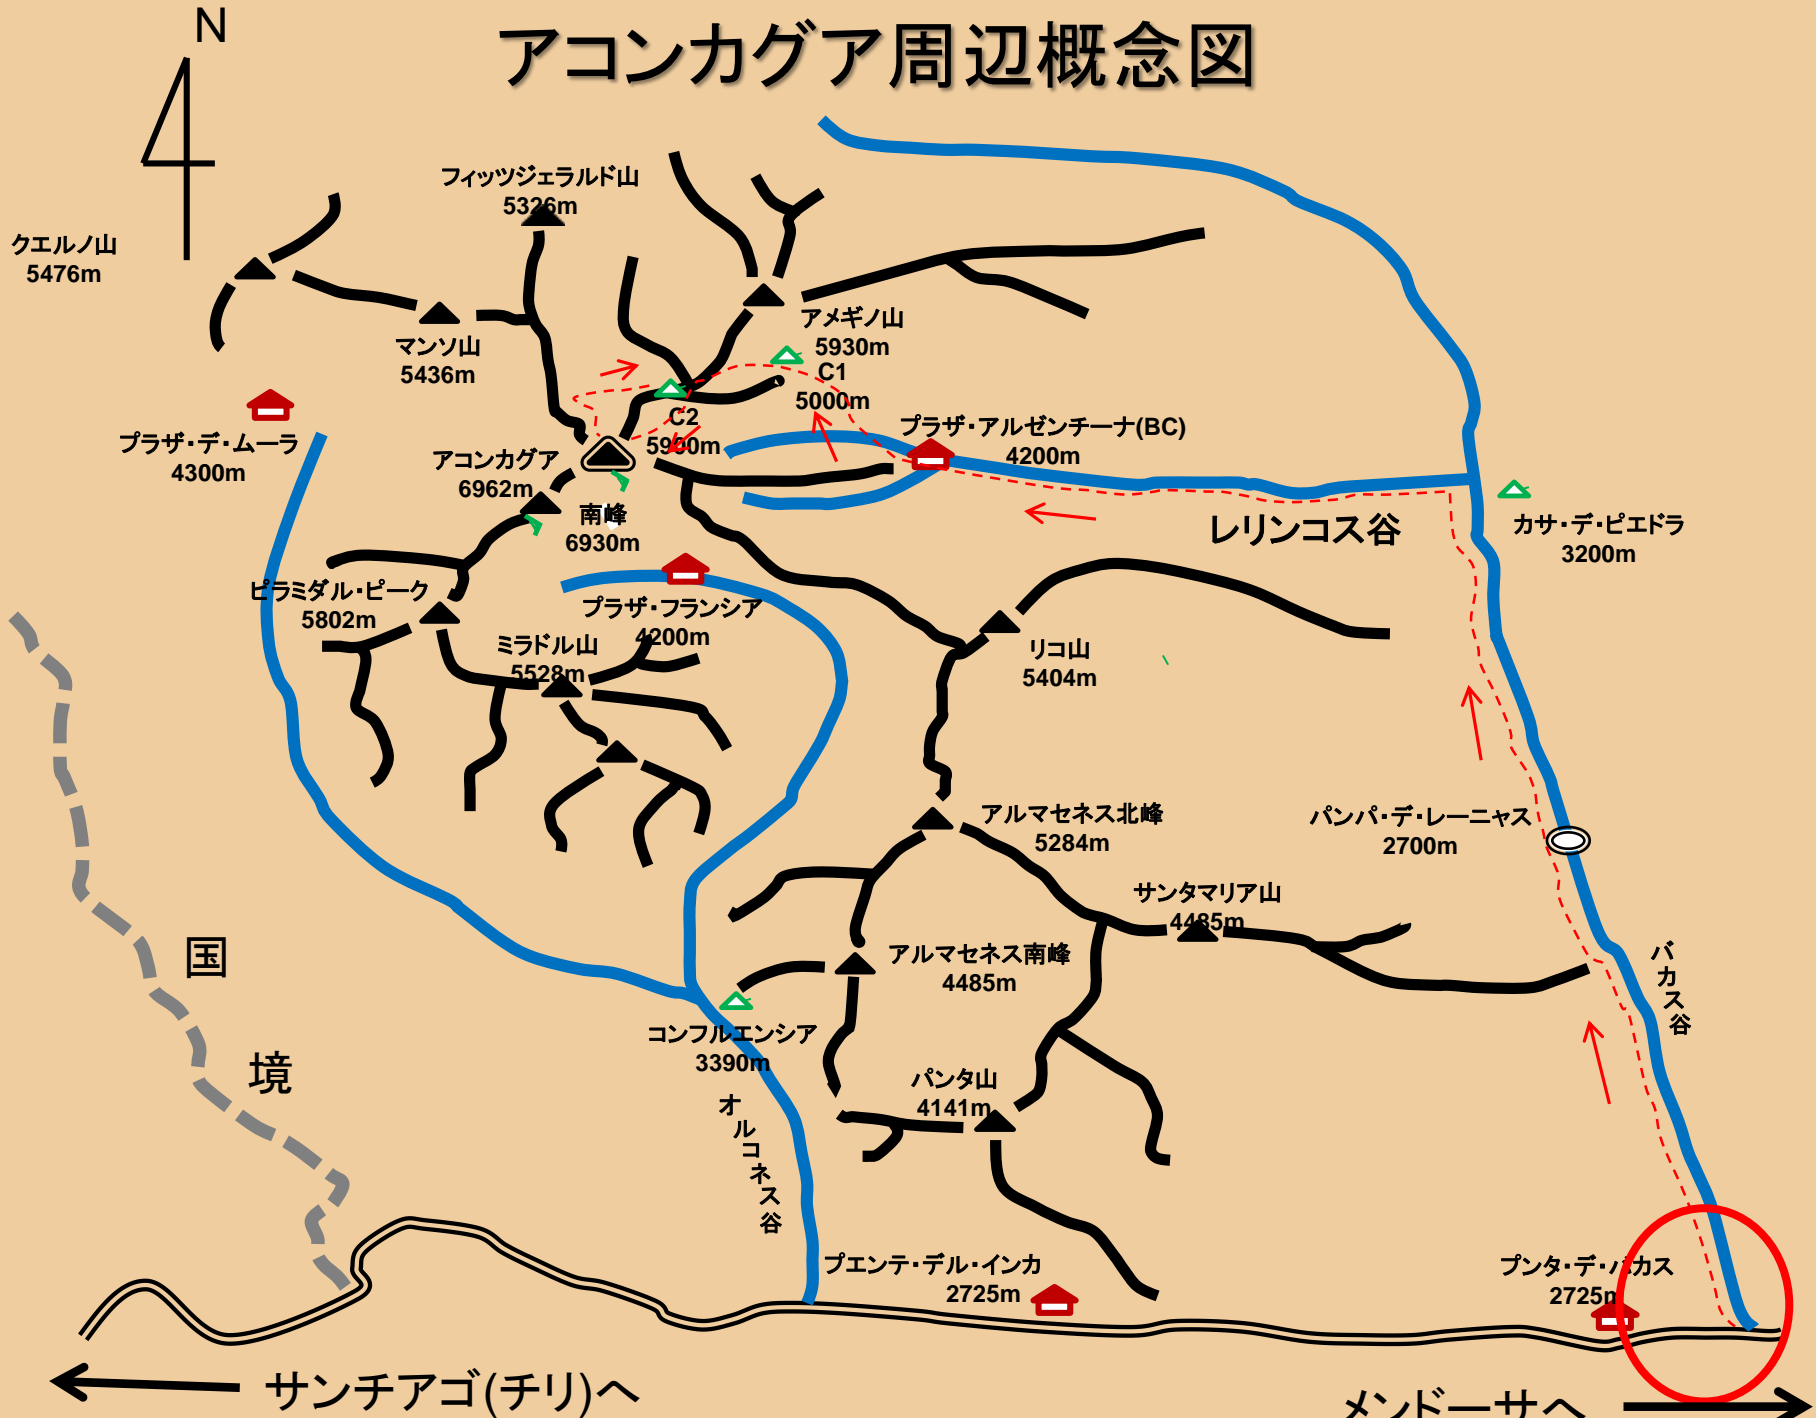 N
アコンカグア周辺概念図
フィッツジェラルド山
5326m
クエルノ山
5476m
マンソ山
5436m
アメギノ山
5930m
C1
5000m
C2
5900m
プラザ・デ・ムーラ
4300m
アコンカグア
6962m
プラザ・アルゼンチーナ(BC)
4200m
南峰
6930m
レリンコス谷
カサ・デ・ピエドラ
3200m
ピラミダル・ピーク
5802m
プラザ・フランシア
4200m
ミラドル山
5528m
リコ山
5404m
アルマセネス北峰
5284m
パンパ・デ・レーニャス
2700m
サンタマリア山
4485m
アルマセネス南峰
4485m
バカス谷
国境
コンフルエンシア
3390m
パンタ山
4141m
オルコネス谷
プエンテ・デル・インカ
2725m
プンタ・デ・バカス
2725m
サンチアゴ(チリ)へ
メンドーサへ